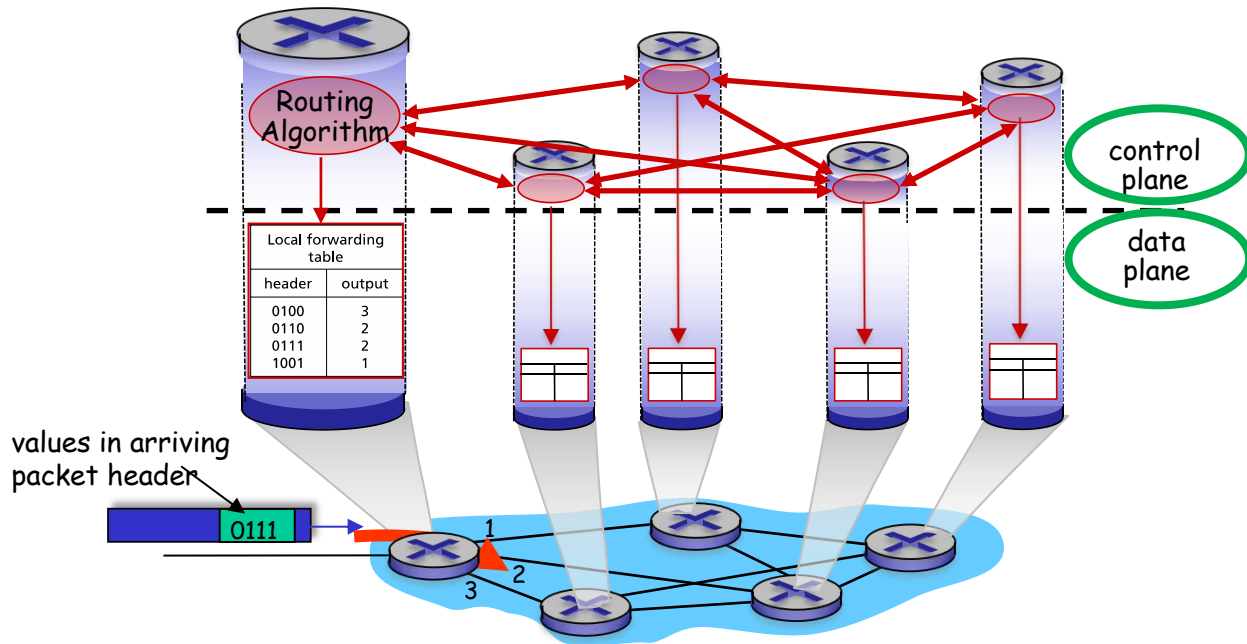 Routing
Algorithm
control
plane
data
plane
Local forwarding
table
header output
0100 3
0110 2
0111 2
1001 1
values in arriving
packet header
0111
1
2
3